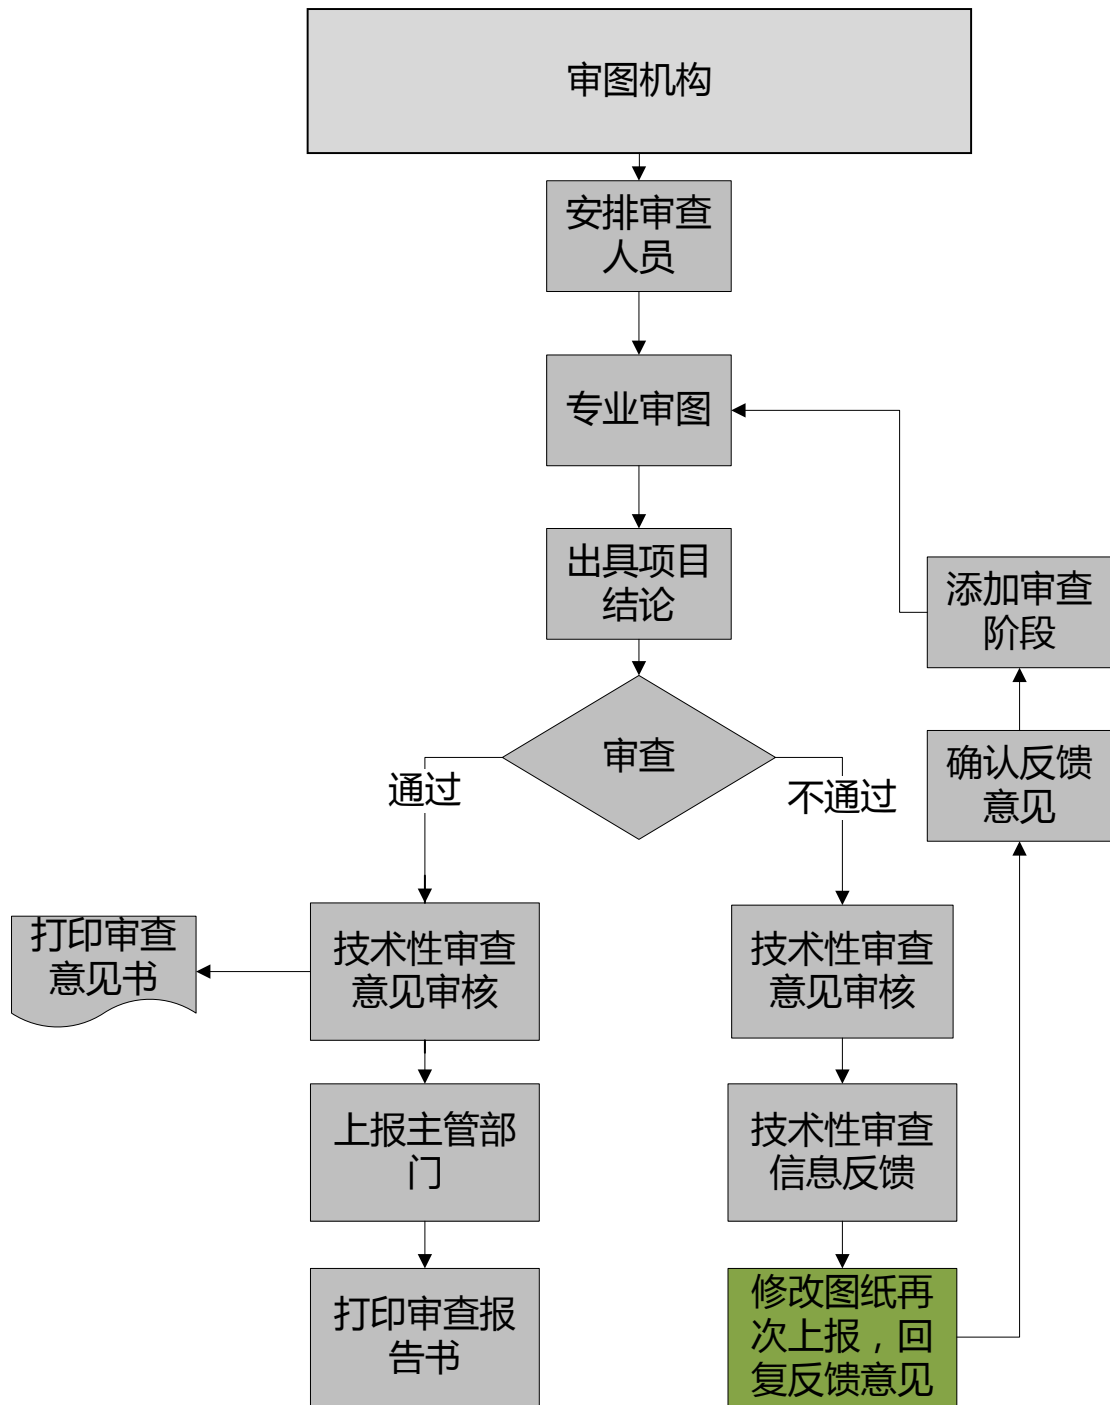 审图机构
安排审查
人员
专业审图
出具项目
结论
添加审查
阶段
审查
确认反馈
意见
通过
不通过
打印审查
意见书
技术性审查
意见审核
技术性审查
意见审核
上报主管部
门
技术性审查
信息反馈
打印审查报
告书
修改图纸再
次上报，回
复反馈意见